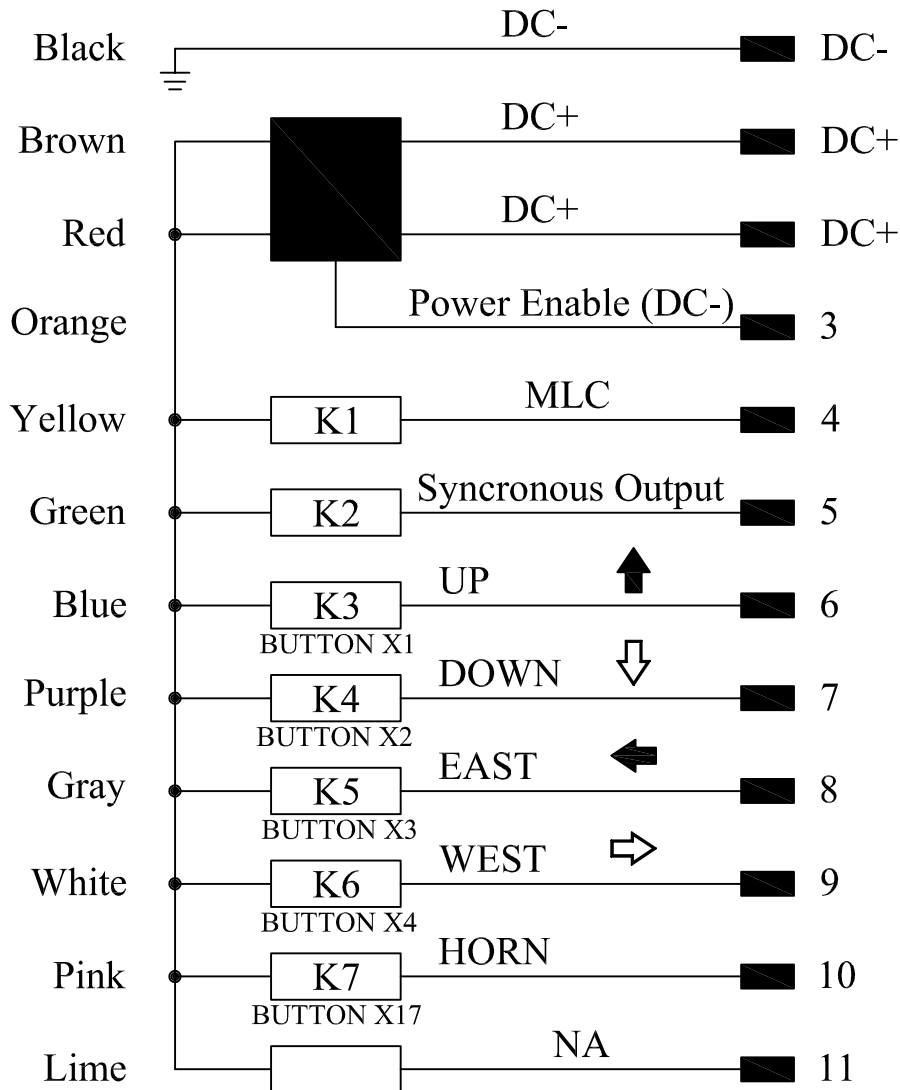 Black DC- DC-
Brown DC+ DC+
Red DC+ DC+
Orange Power Enable (DC-) 3
Yellow K1 MLC 4
Green K2 Syncronous Output 5
Blue K3 UP 6
BUTTON X1
Purple K4 DOWN 7
BUTTON X2
Gray K5 EAST 8
BUTTON X3
White K6 WEST 9
BUTTON X4
Pink K7 HORN 10
BUTTON X17
Lime NA 11